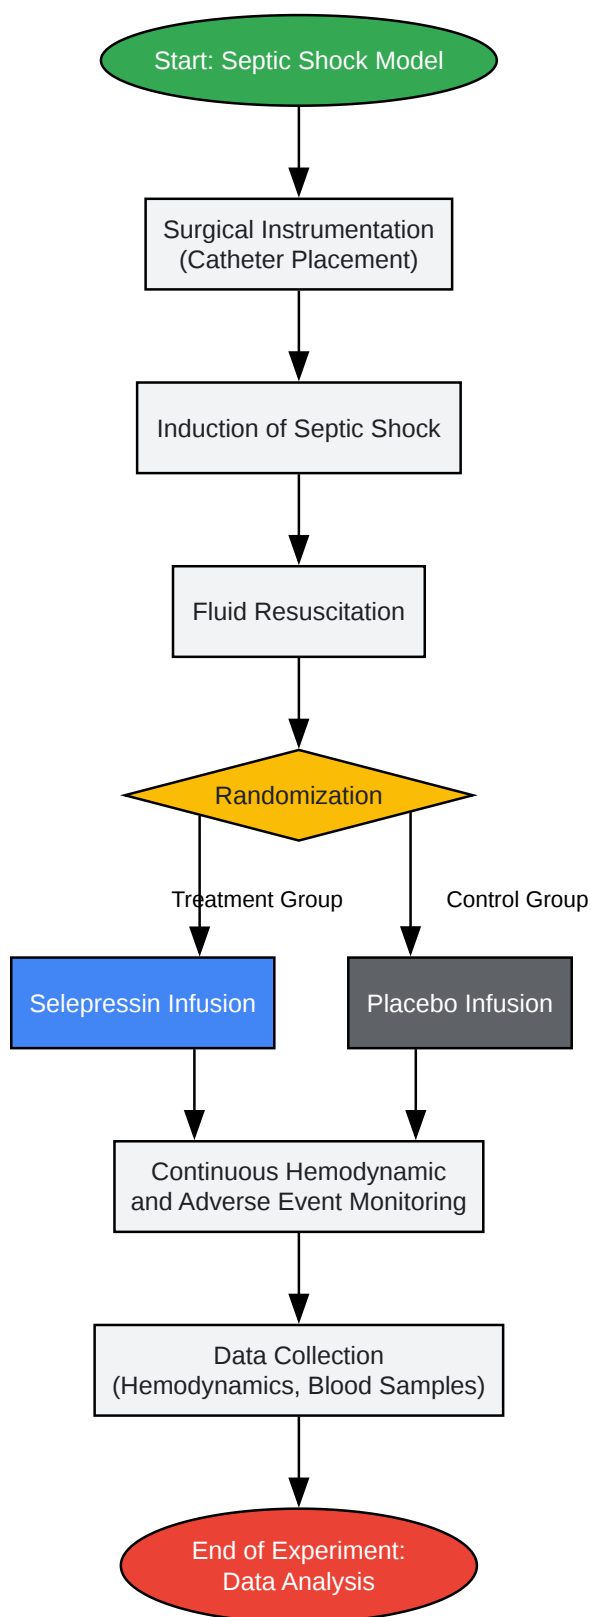 Start: Septic Shock Model
Surgical Instrumentation
(Catheter Placement)
Induction of Septic Shock
Fluid Resuscitation
Randomization
Treatment Group
Control Group
Selepressin Infusion
Placebo Infusion
Continuous Hemodynamic
and Adverse Event Monitoring
Data Collection
(Hemodynamics, Blood Samples)
End of Experiment:
Data Analysis